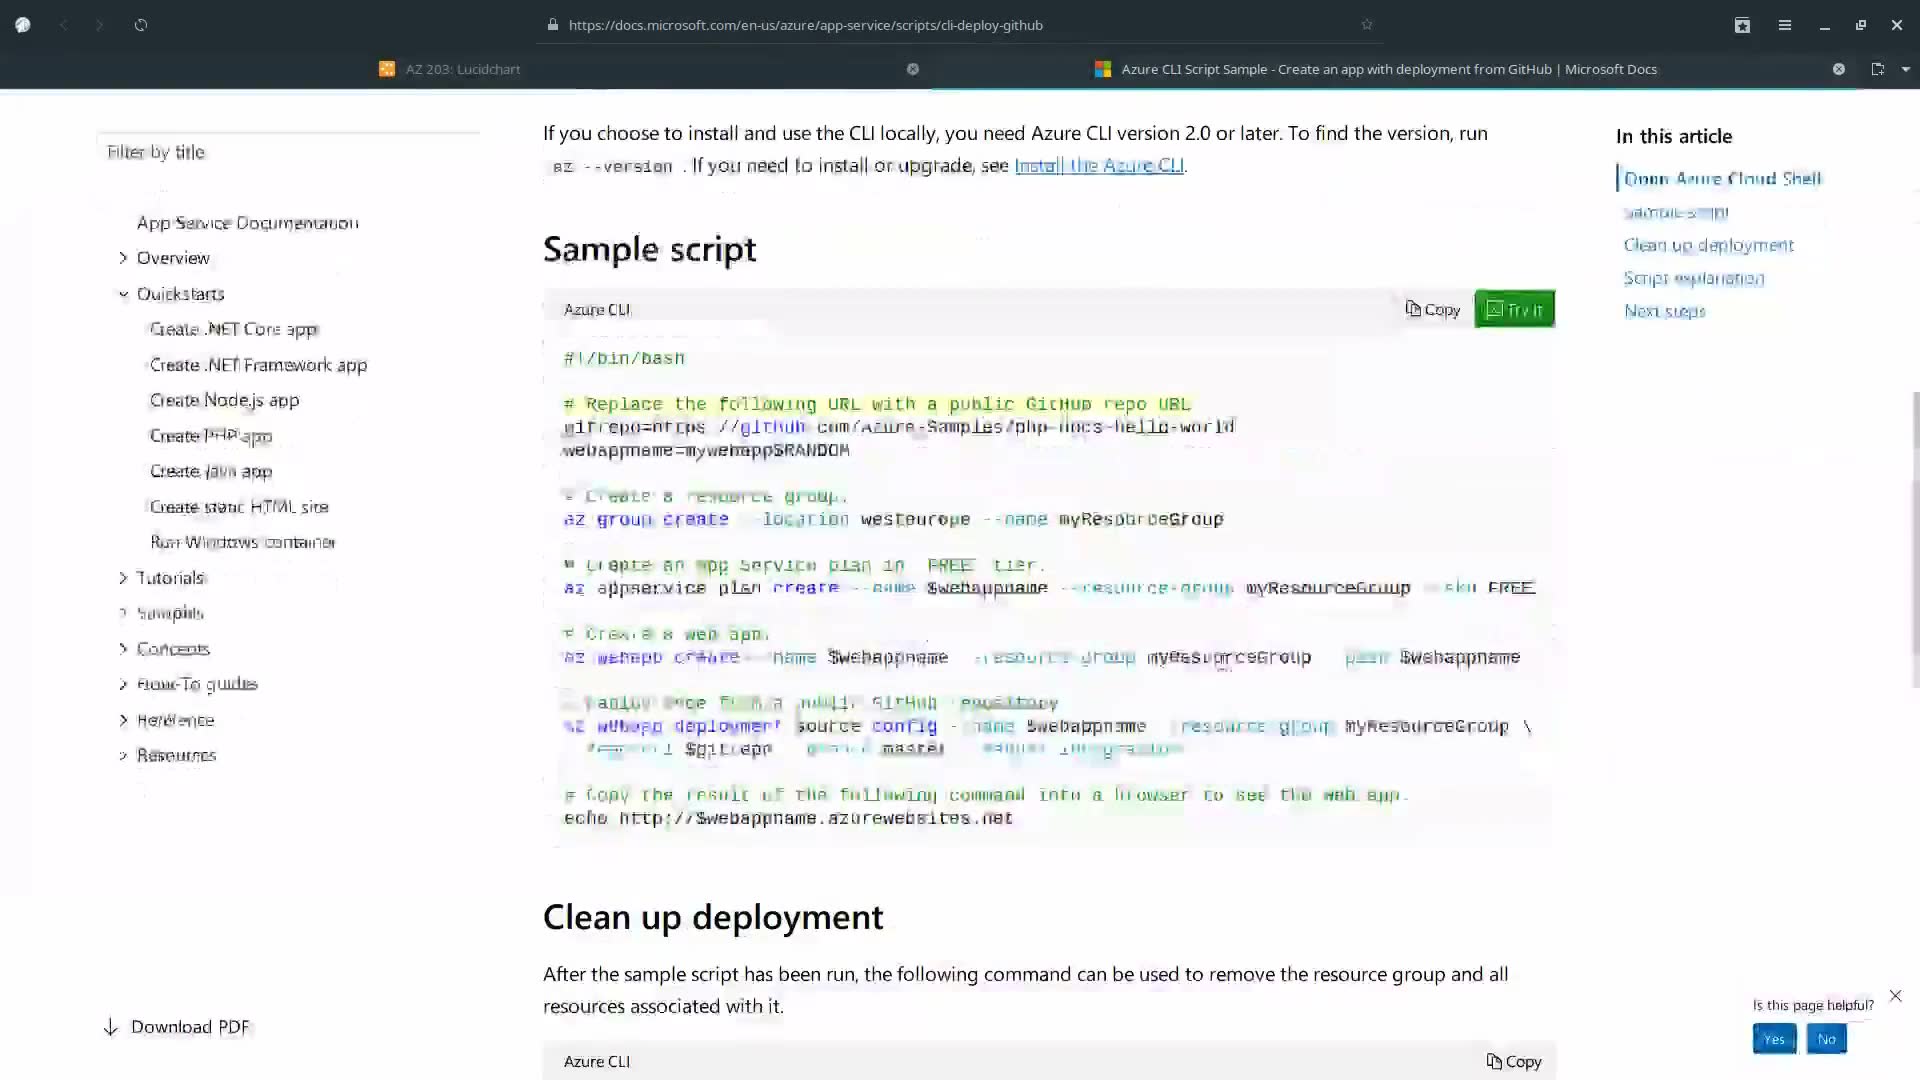 https://docs.microsoft.com/en-us/azure/app-service/scripts/cli-deploy-github
AZ 203: Lucidchart
Azure CLI Script Sample - Create an app with deployment from GitHub | Microsoft Docs
Filter by title
App Service Documentation
Overview
Quickstarts
Create .NET Core app
Create .NET Framework app
Create Node.js app
Create PHP app
Create Java app
Create static HTML site
Run Windows container
Tutorials
Samples
Concepts
How-To guides
Reference
Resources
Download PDF
If you choose to install and use the CLI locally, you need Azure CLI version 2.0 or later. To find the version, run
az --version . If you need to install or upgrade, see Install the Azure CLI.
Sample script
Azure CLI
Copy
Try It
#!/bin/bash
# Replace the following URL with a public GitHub repo URL
gitrepo=https://github.com/Azure-Samples/php-docs-hello-world
webappname=mywebapp$RANDOM
# Create a resource group.
az group create --location westeurope --name myResourceGroup
# Create an App Service plan in FREE tier.
az appservice plan create --name $webappname --resource-group myResourceGroup --sku FREE
# Create a web app.
az webapp create --name $webappname --resource-group myResourceGroup --plan $webappname
# Deploy code from a public GitHub repository.
az webapp deployment source config --name $webappname --resource-group myResourceGroup \
--repo-url $gitrepo --branch master --manual-integration
# Copy the result of the following command into a browser to see the web app.
echo http://$webappname.azurewebsites.net
Clean up deployment
After the sample script has been run, the following command can be used to remove the resource group and all
resources associated with it.
Azure CLI
Copy
In this article
Open Azure Cloud Shell
Sample script
Clean up deployment
Script explanation
Next steps
Is this page helpful?
Yes
No